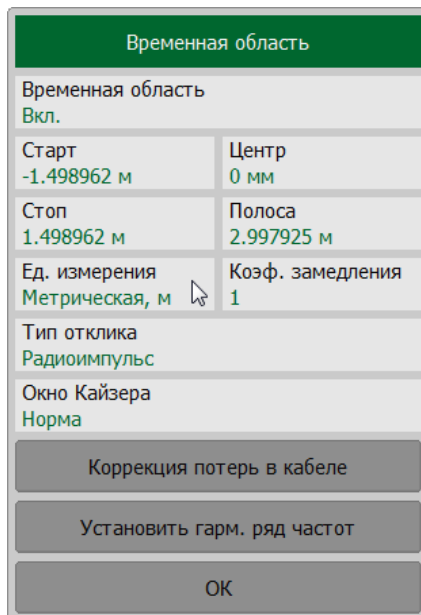 Временная область
Временная область
Вкл.
Старт
-1.498962 м
Центр
0 мм
Стоп
1.498962 м
Полоса
2.997925 м
Ед. измерения
Метрическая, м
Коэф. замедления
1
Тип отклика
Радиоимпульс
Окно Кайзера
Норма
Коррекция потерь в кабеле
Установить гарм. ряд частот
ОК